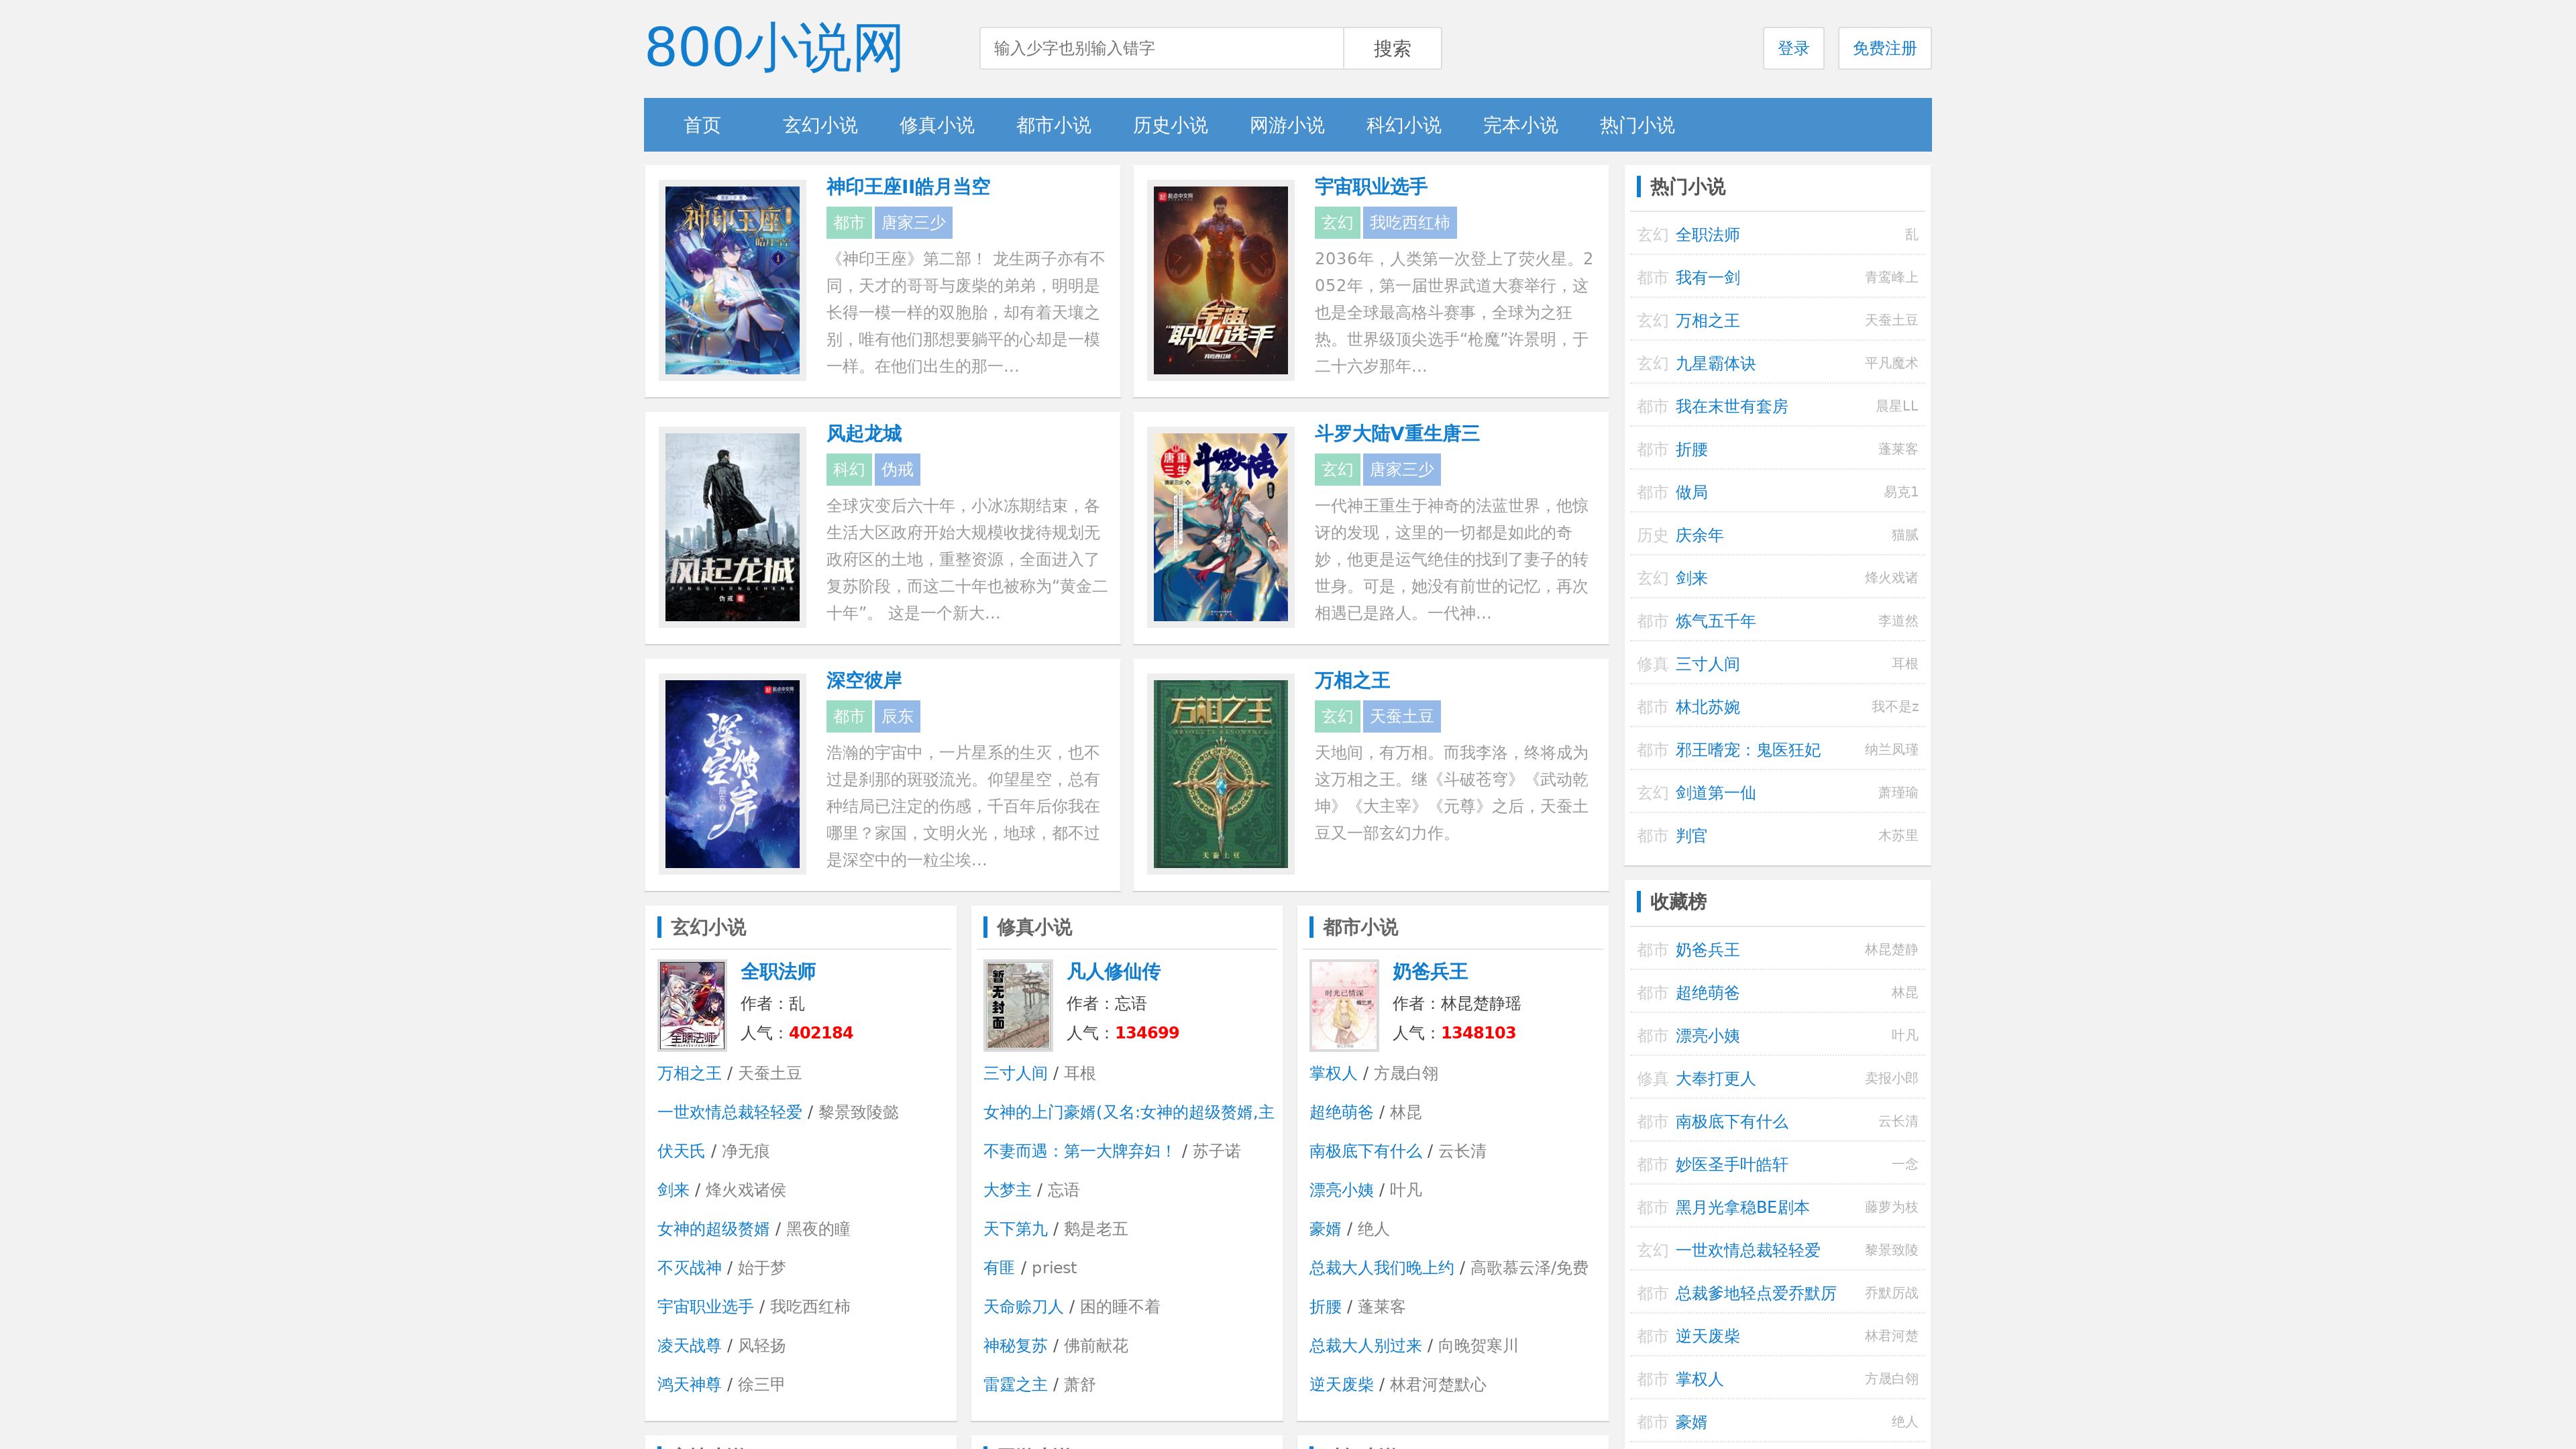 800小说网
输入少字也别输入错字
搜索
登录
免费注册
首页
玄幻小说
修真小说
都市小说
历史小说
网游小说
科幻小说
完本小说
热门小说
神印王座
神印王座II皓月当空
都市 唐家三少
《神印王座》第二部！ 龙生两子亦有不
同，天才的哥哥与废柴的弟弟，明明是
长得一模一样的双胞胎，却有着天壤之
别，唯有他们那想要躺平的心却是一模
一样。在他们出生的那一…
宇宙
职业选手
宇宙职业选手
玄幻 我吃西红柿
2036年，人类第一次登上了荧火星。2
052年，第一届世界武道大赛举行，这
也是全球最高格斗赛事，全球为之狂
热。世界级顶尖选手“枪魔”许景明，于
二十六岁那年…
风起龙城
FENGQILONGCHENG
伪戒 著
风起龙城
科幻 伪戒
全球灾变后六十年，小冰冻期结束，各
生活大区政府开始大规模收拢待规划无
政府区的土地，重整资源，全面进入了
复苏阶段，而这二十年也被称为“黄金二
十年”。 这是一个新大…
重生唐三
斗罗大陆
斗罗大陆V重生唐三
玄幻 唐家三少
一代神王重生于神奇的法蓝世界，他惊
讶的发现，这里的一切都是如此的奇
妙，他更是运气绝佳的找到了妻子的转
世身。可是，她没有前世的记忆，再次
相遇已是路人。一代神…
深空彼岸
辰东
深空彼岸
都市 辰东
浩瀚的宇宙中，一片星系的生灭，也不
过是刹那的斑驳流光。仰望星空，总有
种结局已注定的伤感，千百年后你我在
哪里？家国，文明火光，地球，都不过
是深空中的一粒尘埃…
万相之王
ABSOLUTE RESONANCE
天蚕土豆
万相之王
玄幻 天蚕土豆
天地间，有万相。而我李洛，终将成为
这万相之王。继《斗破苍穹》《武动乾
坤》《大主宰》《元尊》之后，天蚕土
豆又一部玄幻力作。
玄幻小说
全职法师
全职法师
作者：乱
人气：402184
万相之王 / 天蚕土豆
一世欢情总裁轻轻爱 / 黎景致陵懿
伏天氏 / 净无痕
剑来 / 烽火戏诸侯
女神的超级赘婿 / 黑夜的瞳
不灭战神 / 始于梦
宇宙职业选手 / 我吃西红柿
凌天战尊 / 风轻扬
鸿天神尊 / 徐三甲
修真小说
暂无封面
凡人修仙传
作者：忘语
人气：134699
三寸人间 / 耳根
女神的上门豪婿(又名:女神的超级赘婿,主
不妻而遇：第一大牌弃妇！ / 苏子诺
大梦主 / 忘语
天下第九 / 鹅是老五
有匪 / priest
天命赊刀人 / 困的睡不着
神秘复苏 / 佛前献花
雷霆之主 / 萧舒
都市小说
时光已情深
奶爸兵王
作者：林昆楚静瑶
人气：1348103
掌权人 / 方晟白翎
超绝萌爸 / 林昆
南极底下有什么 / 云长清
漂亮小姨 / 叶凡
豪婿 / 绝人
总裁大人我们晚上约 / 高歌慕云泽/免费
折腰 / 蓬莱客
总裁大人别过来 / 向晚贺寒川
逆天废柴 / 林君河楚默心
热门小说
玄幻 全职法师 乱
都市 我有一剑 青鸾峰上
玄幻 万相之王 天蚕土豆
玄幻 九星霸体诀 平凡魔术
都市 我在末世有套房 晨星LL
都市 折腰 蓬莱客
都市 做局 易克1
历史 庆余年 猫腻
玄幻 剑来 烽火戏诸
都市 炼气五千年 李道然
修真 三寸人间 耳根
都市 林北苏婉 我不是z
都市 邪王嗜宠：鬼医狂妃 纳兰凤瑾
玄幻 剑道第一仙 萧瑾瑜
都市 判官 木苏里
收藏榜
都市 奶爸兵王 林昆楚静
都市 超绝萌爸 林昆
都市 漂亮小姨 叶凡
修真 大奉打更人 卖报小郎
都市 南极底下有什么 云长清
都市 妙医圣手叶皓轩 一念
都市 黑月光拿稳BE剧本 藤萝为枝
玄幻 一世欢情总裁轻轻爱 黎景致陵
都市 总裁爹地轻点爱乔默厉 乔默厉战
都市 逆天废柴 林君河楚
都市 掌权人 方晟白翎
都市 豪婿 绝人